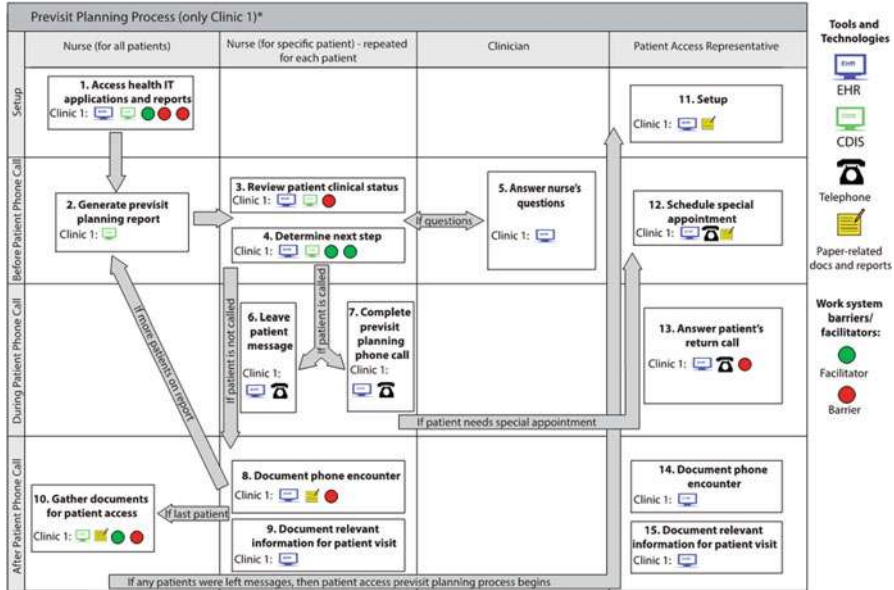 Previsit Planning Process (only Clinic 1)*
Nurse (for all patients)
Nurse (for specific patient) - repeated
for each patient
Clinician
Patient Access Representative
Setup
1. Access health IT
applications and reports
Clinic 1: EHR
11. Setup
Clinic 1: EHR
Before Patient Phone Call
2. Generate previsit
planning report
Clinic 1:
3. Review patient clinical status
Clinic 1:
4. Determine next step
Clinic 1:
If questions
5. Answer nurse's
questions
Clinic 1:
12. Schedule special
appointment
Clinic 1:
During Patient Phone Call
If more patients on report
If patient is not called
If patient is called
6. Leave
patient
message
Clinic 1:
7. Complete
previsit
planning
phone call
Clinic 1:
13. Answer patient's
return call
Clinic 1:
If patient needs special appointment
After Patient Phone Call
10. Gather documents
for patient access
Clinic 1:
If last patient
8. Document phone encounter
Clinic 1:
9. Document relevant
information for patient visit
Clinic 1:
14. Document phone
encounter
Clinic 1:
15. Document relevant
information for patient visit
Clinic 1:
If any patients were left messages, then patient access previsit planning process begins
Tools and
Technologies
EHR
EHR
CDIS
Telephone
Paper-related
docs and reports
Work system
barriers/
facilitators:
Facilitator
Barrier